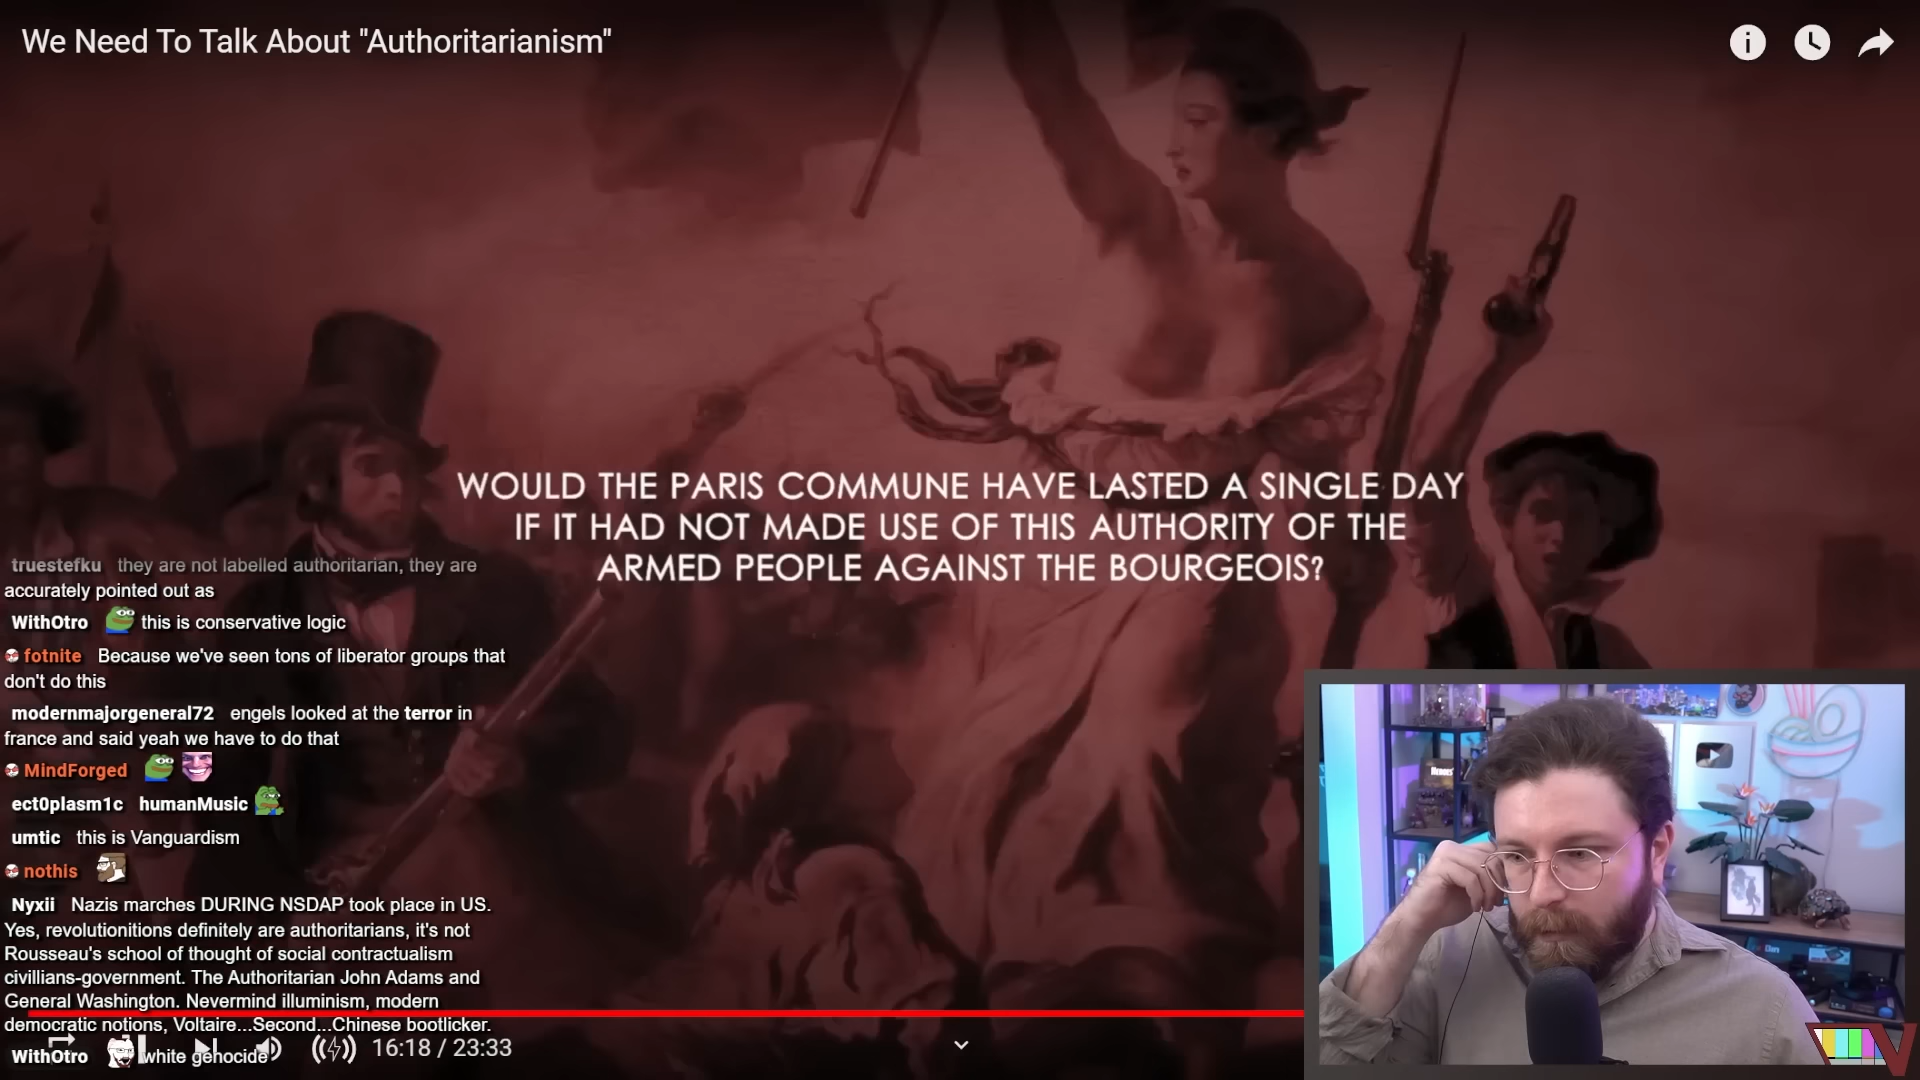 We Need To Talk About "Authoritarianism"
WOULD THE PARIS COMMUNE HAVE LASTED A SINGLE DAY
IF IT HAD NOT MADE USE OF THIS AUTHORITY OF THE
ARMED PEOPLE AGAINST THE BOURGEOIS?
truestefku they are not labelled authoritarian, they are
accurately pointed out as
WithOtro this is conservative logic
fotnite Because we've seen tons of liberator groups that
don't do this
modernmajorgeneral72 engels looked at the terror in
france and said yeah we have to do that
MindForged
ect0plasm1c humanMusic
umtic this is Vanguardism
nothis
Nyxii Nazis marches DURING NSDAP took place in US.
Yes, revolutionitions definitely are authoritarians, it's not
Rousseau's school of thought of social contractualism
civillians-government. The Authoritarian John Adams and
General Washington. Nevermind illuminism, modern
democratic notions, Voltaire...Second...Chinese bootlicker.
WithOtro white genocide
16:18 / 23:33